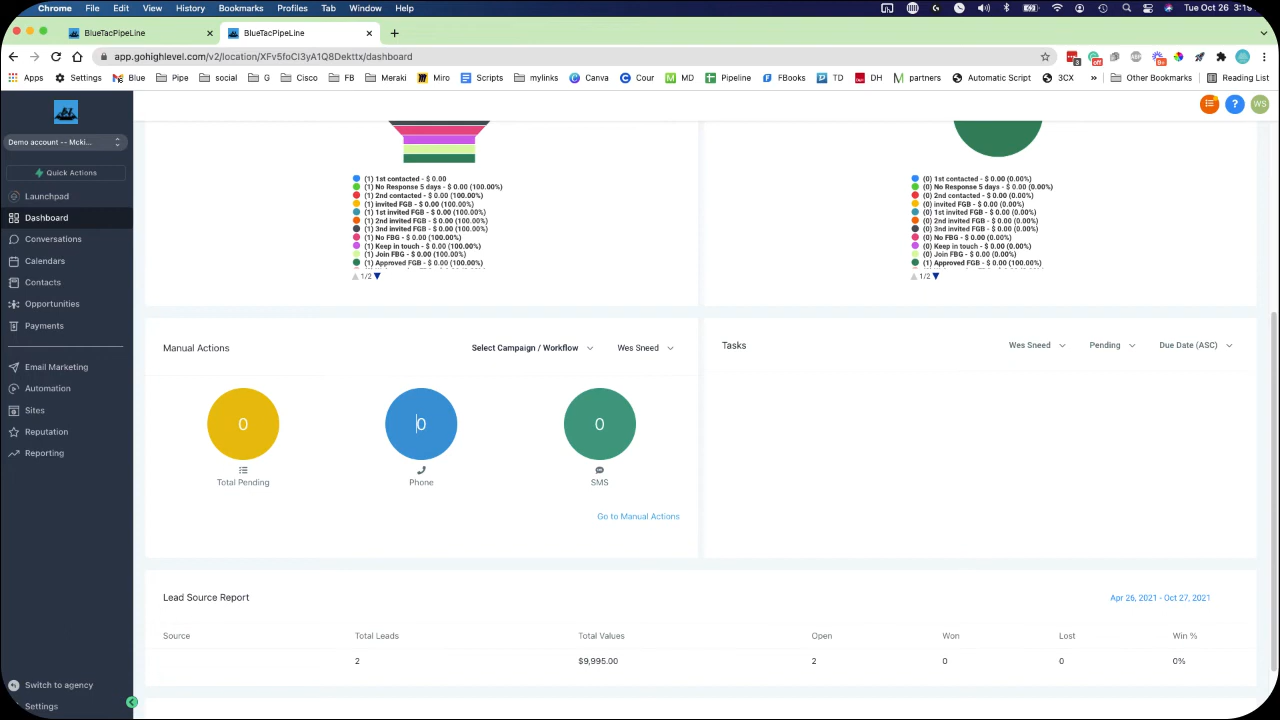 Chrome File Edit View History Bookmarks Profiles Tab Window Help Tue Oct 26
BlueTacPipeLine
BlueTacPipeLine
app.gohighlevel.com/v2/location/XFv5foCI3yA1Q8Dekttx/dashboard
Apps Settings Blue Pipe social G Cisco FB Meraki Miro Scripts mylinks Canva Cour MD Pipeline FBooks TD DH partners Automatic Script 3CX » Other Bookmarks Reading List
? WS
Demo account -- Mcki...
Quick Actions
Launchpad
Dashboard
Conversations
Calendars
Contacts
Opportunities
Payments
Email Marketing
Automation
Sites
Reputation
Reporting
Switch to agency
Settings
(1) 1st contacted - $ 0.00
(1) No Response 5 days - $ 0.00 (100.00%)
(1) 2nd contacted - $ 0.00 (100.00%)
(1) invited FGB - $ 0.00 (100.00%)
(1) 1st invited FGB - $ 0.00 (100.00%)
(1) 2nd invited FGB - $ 0.00 (100.00%)
(1) 3nd invited FGB - $ 0.00 (100.00%)
(1) No FBG - $ 0.00 (100.00%)
(1) Keep in touch - $ 0.00 (100.00%)
(1) Join FBG - $ 0.00 (100.00%)
(1) Approved FGB - $ 0.00 (100.00%)
1/2
(0) 1st contacted - $ 0.00 (0.00%)
(0) No Response 5 days - $ 0.00 (0.00%)
(0) 2nd contacted - $ 0.00 (0.00%)
(0) invited FGB - $ 0.00 (0.00%)
(0) 1st invited FGB - $ 0.00 (0.00%)
(0) 2nd invited FGB - $ 0.00 (0.00%)
(0) 3nd invited FGB - $ 0.00 (0.00%)
(0) No FBG - $ 0.00 (0.00%)
(0) Keep in touch - $ 0.00 (0.00%)
(0) Join FBG - $ 0.00 (0.00%)
(1) Approved FGB - $ 0.00 (100.00%)
1/2
Manual Actions Select Campaign / Workflow Wes Sneed
0 0 0
Total Pending Phone SMS
Go to Manual Actions
Tasks Wes Sneed Pending Due Date (ASC)
Lead Source Report Apr 26, 2021 - Oct 27, 2021
Source Total Leads Total Values Open Won Lost Win %
2 $9,995.00 2 0 0 0%